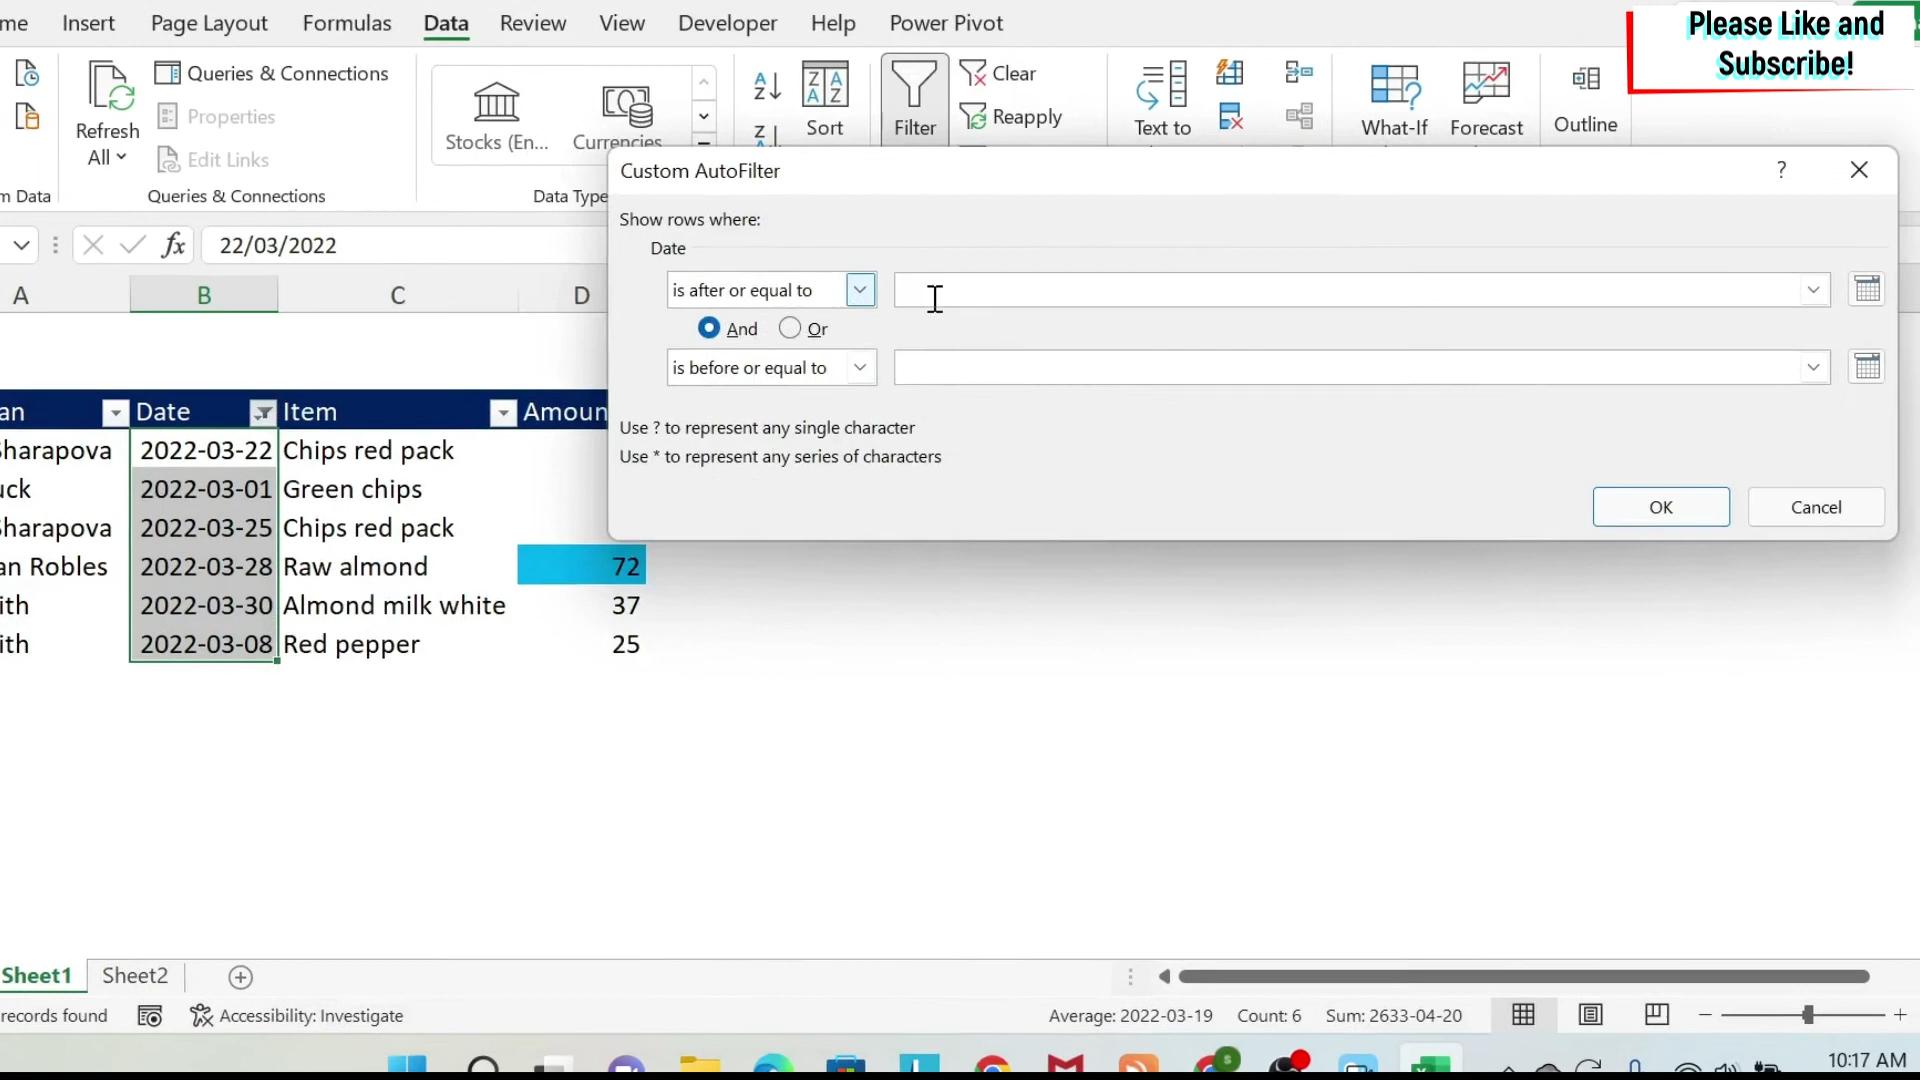 me Insert Page Layout Formulas Data Review View Developer Help Power Pivot
Please Like and
Subscribe!
Queries & Connections
Properties
Edit Links
Refresh
All
Queries & Connections
m Data
Stocks (En... Currencies
Data Type
Sort
Filter
Clear
Reapply
Text to
What-If
Forecast
Outline
Custom AutoFilter
?
Show rows where:
Date
is after or equal to
And Or
is before or equal to
Use ? to represent any single character
Use * to represent any series of characters
OK Cancel
fx 22/03/2022
A B C D
an Date Item Amoun
Sharapova 2022-03-22 Chips red pack
uck 2022-03-01 Green chips
Sharapova 2022-03-25 Chips red pack
an Robles 2022-03-28 Raw almond 72
ith 2022-03-30 Almond milk white 37
ith 2022-03-08 Red pepper 25
Sheet1 Sheet2
records found Accessibility: Investigate Average: 2022-03-19 Count: 6 Sum: 2633-04-20
10:17 AM